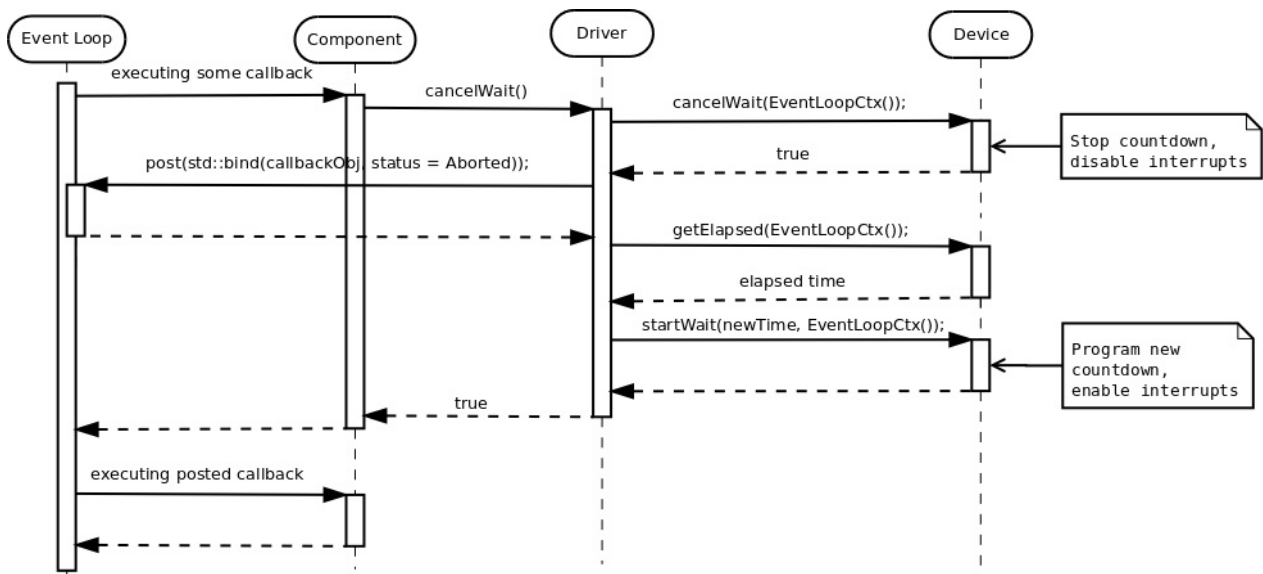 Event Loop
Component
Driver
Device
executing some callback
cancelWait()
cancelWait(EventLoopCtx());
Stop countdown,
disable interrupts
true
post(std::bind(callbackObj, status = Aborted));
getElapsed(EventLoopCtx());
elapsed time
startWait(newTime, EventLoopCtx());
Program new
countdown,
enable interrupts
true
executing posted callback